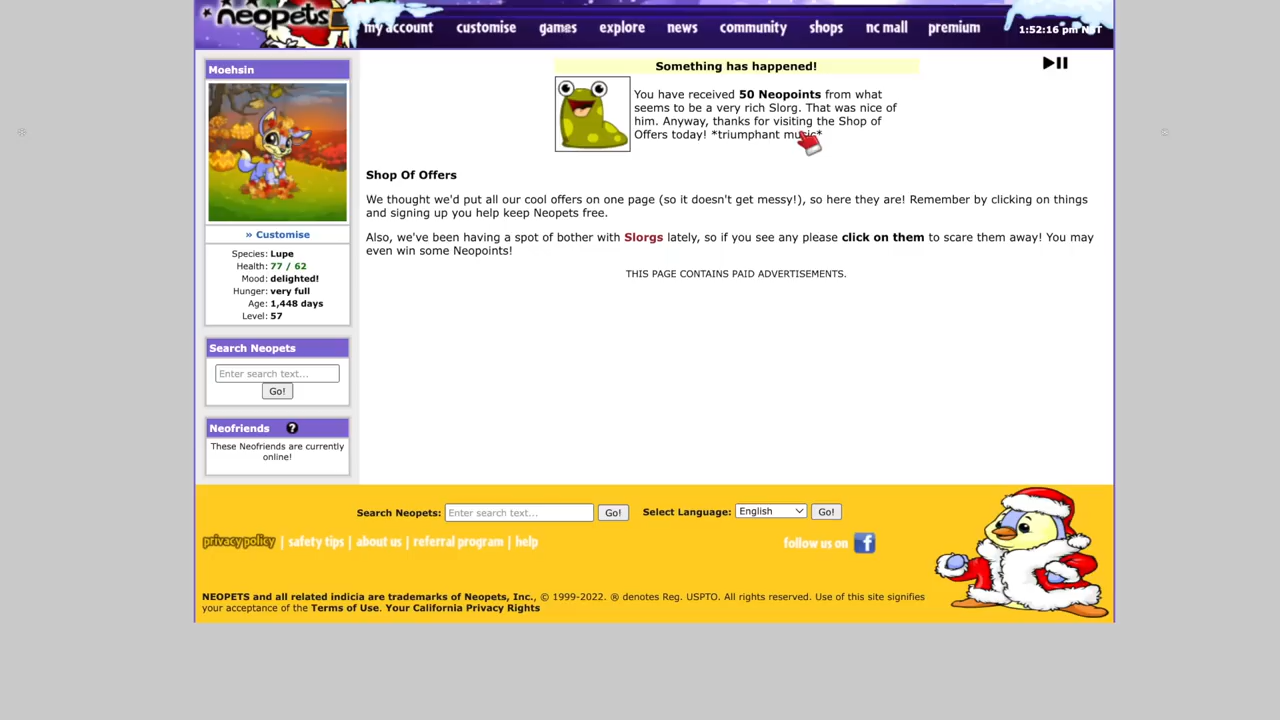 neopets
my account customise games explore news community shops nc mall premium 1:52:16 pm NST
Moehsin
» Customise
Species: Lupe
Health: 77 / 62
Mood: delighted!
Hunger: very full
Age: 1,448 days
Level: 57
Search Neopets
Enter search text...
Go!
Neofriends ?
These Neofriends are currently
online!
Something has happened!
You have received 50 Neopoints from what
seems to be a very rich Slorg. That was nice of
him. Anyway, thanks for visiting the Shop of
Offers today! *triumphant music*
Shop Of Offers
We thought we'd put all our cool offers on one page (so it doesn't get messy!), so here they are! Remember by clicking on things
and signing up you help keep Neopets free.
Also, we've been having a spot of bother with Slorgs lately, so if you see any please click on them to scare them away! You may
even win some Neopoints!
THIS PAGE CONTAINS PAID ADVERTISEMENTS.
Search Neopets: Enter search text... Go! Select Language: English Go!
privacy policy | safety tips | about us | referral program | help
follow us on f
NEOPETS and all related indicia are trademarks of Neopets, Inc., © 1999-2022. ® denotes Reg. USPTO. All rights reserved. Use of this site signifies
your acceptance of the Terms of Use. Your California Privacy Rights